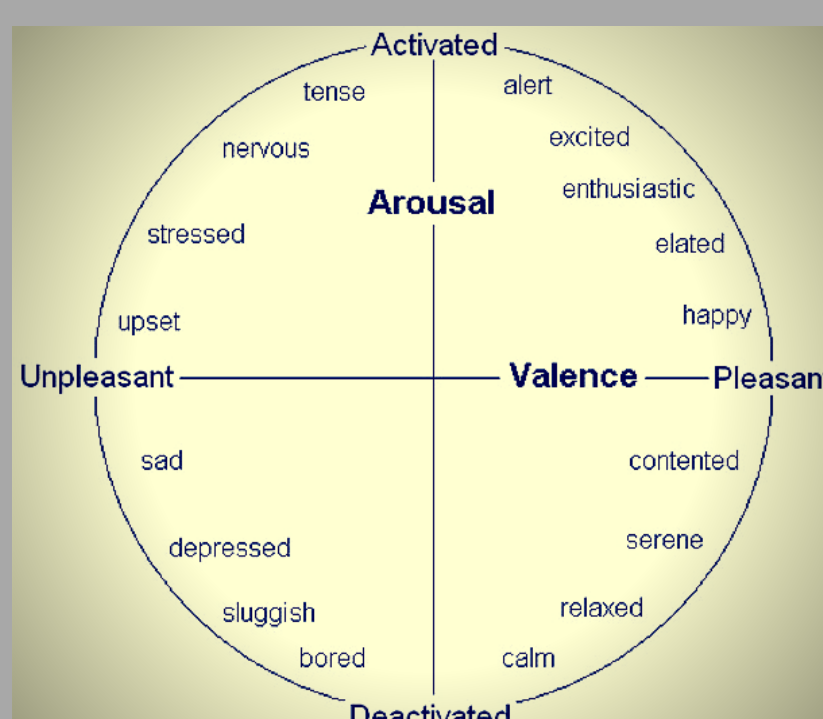 Activated
tense
alert
nervous
excited
enthusiastic
Arousal
stressed
elated
upset
happy
Unpleasant
Valence
Pleasan
sad
contented
depressed
serene
sluggish
relaxed
bored
calm
Deactivated